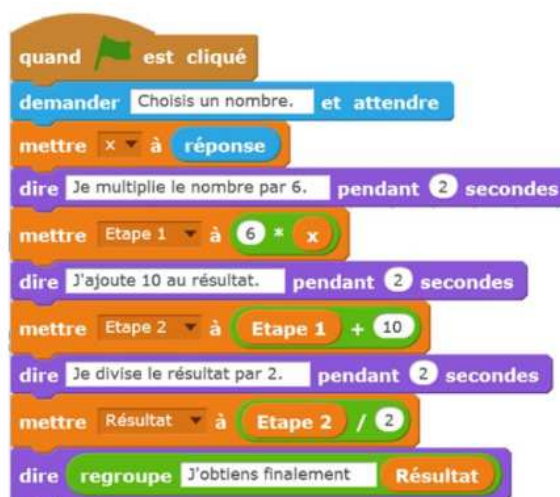 quand est cliqué
demander Choisis un nombre. et attendre
mettre x à réponse
dire Je multiplie le nombre par 6. pendant 2 secondes
mettre Etape 1 à 6 * x
dire J'ajoute 10 au résultat. pendant 2 secondes
mettre Etape 2 à Etape 1 + 10
dire Je divise le résultat par 2. pendant 2 secondes
mettre Résultat à Etape 2 / 2
dire regroupe J'obtiens finalement Résultat